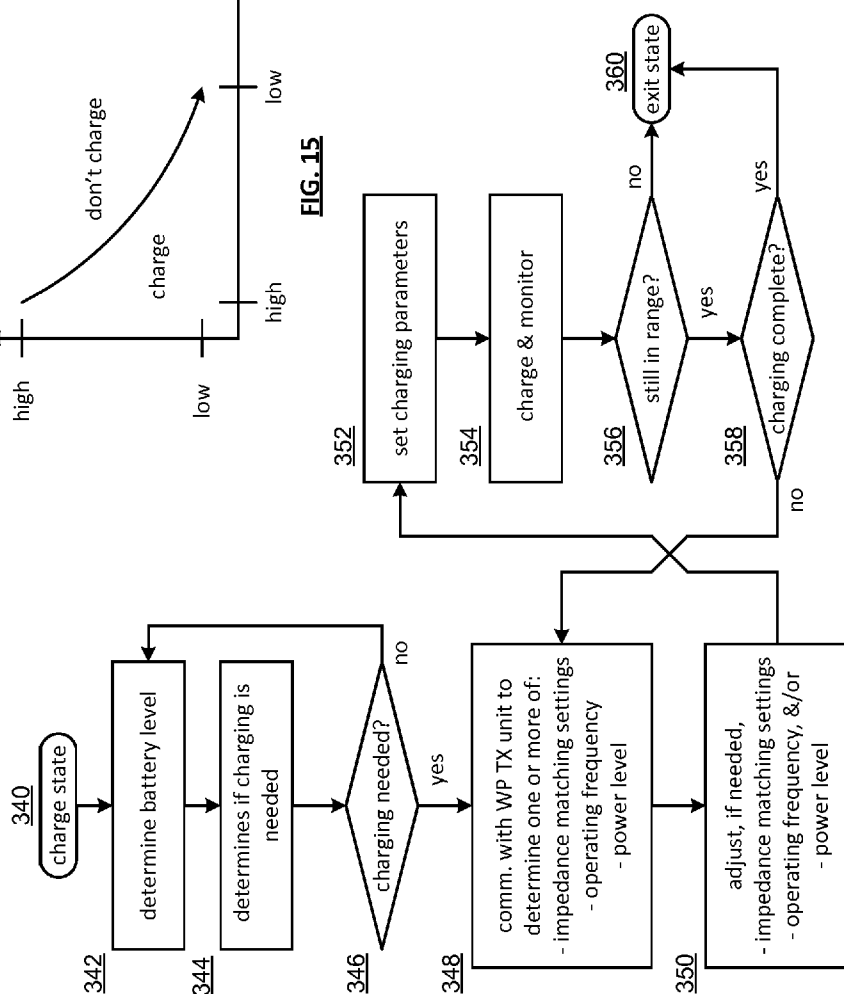 high
low
high
low
don't charge
charge
FIG. 15
340
charge state
342
determine battery level
344
determines if charging is
needed
346
charging needed?
no
yes
348
comm. with WP TX unit to
determine one or more of:
- impedance matching settings
- operating frequency
- power level
350
adjust, if needed,
- impedance matching settings
- operating frequency, &/or
- power level
352
set charging parameters
354
charge & monitor
356
still in range?
no
yes
358
charging complete?
no
yes
360
exit state